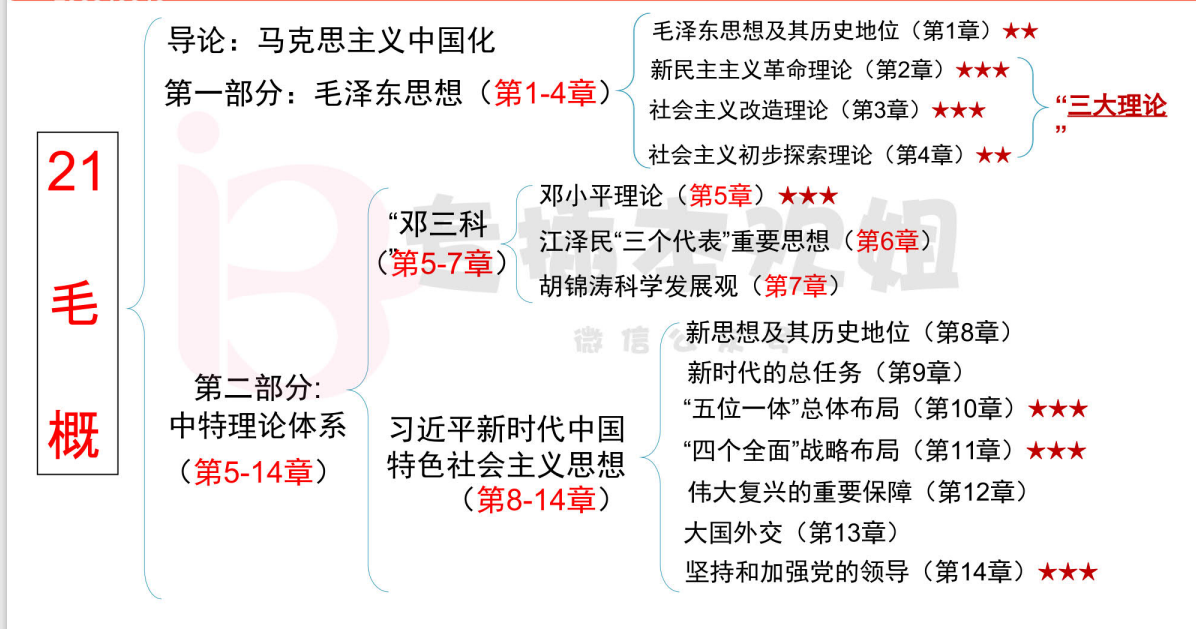 21
毛
概
导论：马克思主义中国化
第一部分：毛泽东思想（第1-4章）
毛泽东思想及其历史地位（第1章）★★
新民主主义革命理论（第2章）★★★
社会主义改造理论（第3章）★★★
社会主义初步探索理论（第4章）★★
“三大理论
”
第二部分:
中特理论体系
（第5-14章）
“邓三科
”
（第5-7章）
邓小平理论（第5章）★★★
江泽民“三个代表”重要思想（第6章）
胡锦涛科学发展观（第7章）
习近平新时代中国
特色社会主义思想
（第8-14章）
新思想及其历史地位（第8章）
新时代的总任务（第9章）
“五位一体”总体布局（第10章）★★★
“四个全面”战略布局（第11章）★★★
伟大复兴的重要保障（第12章）
大国外交（第13章）
坚持和加强党的领导（第14章）★★★
专插本欢姐
微信公众号